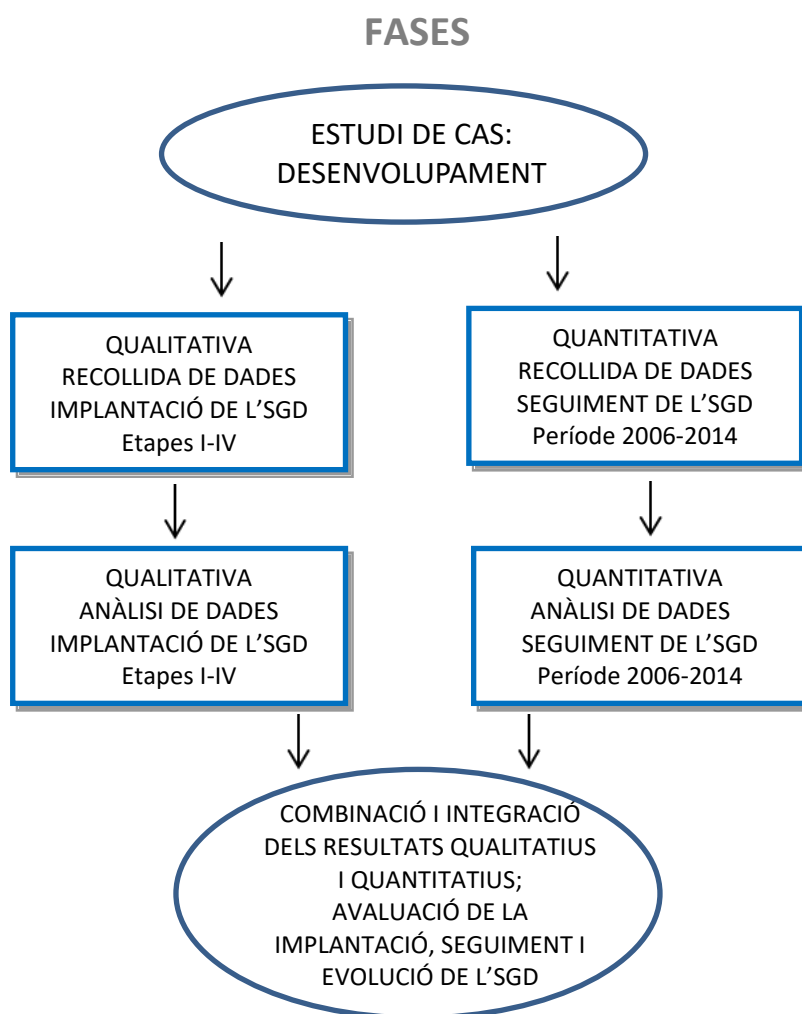 FASES
ESTUDI DE CAS:
DESENVOLUPAMENT
QUALITATIVA
RECOLLIDA DE DADES
IMPLANTACIÓ DE L’SGD
Etapes I-IV
QUANTITATIVA
RECOLLIDA DE DADES
SEGUIMENT DE L’SGD
Període 2006-2014
QUALITATIVA
ANÀLISI DE DADES
IMPLANTACIÓ DE L’SGD
Etapes I-IV
QUANTITATIVA
ANÀLISI DE DADES
SEGUIMENT DE L’SGD
Període 2006-2014
COMBINACIÓ I INTEGRACIÓ
DELS RESULTATS QUALITATIUS
I QUANTITATIUS;
AVALUACIÓ DE LA
IMPLANTACIÓ, SEGUIMENT I
EVOLUCIÓ DE L’SGD